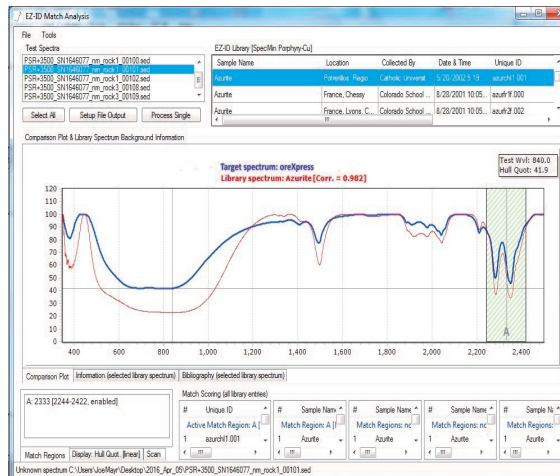 EZ-ID Match Analysis
File Tools
Test Spectra
PSR+3500_SN1646077_nm_rock1_00100.sed
PSR+3500_SN1646077_nm_rock1_00101.sed
PSR+3500_SN1646077_nm_rock1_00102.sed
PSR+3500_SN1646077_nm_rock3_00108.sed
PSR+3500_SN1646077_nm_rock3_00109.sed
Select All Setup File Output Process Single
EZ-ID Library [SpecMin Porphyry-Cu]
Sample Name Location Collected By Date & Time Unique ID
Azurite Potrerillos. Regio Catholic Universit. 5/20/2002 5:19 azurchl1.001
Azurite France, Chessy Colorado School ... 8/28/2001 10:05... azurfr1f.000
Azurite France, Lyons, C... Colorado School ... 8/28/2001 10:05... azurfr2f.002
Comparison Plot & Library Spectrum Background Information
Target spectrum: oreXpress
Library spectrum: Azurite [Corr. = 0.982]
Test Wvl: 840.0
Hull Quot: 41.9
120
110
100
90
80
70
60
50
40
30
20
10
0
A
400 600 800 1,000 1,200 1,400 1,600 1,800 2,000 2,200 2,400
Comparison Plot Information (selected library spectrum) Bibliography (selected library spectrum)
A: 2333 [2244-2422, enabled]
Match Regions Display: Hull Quot. [linear] Scan
Match Scoring (all library entries)
# Unique ID # Sample Name # Sample Name # Sample Name #
Active Match Region: A [ Match Region: A [ Match Region: nc Match Region: nc Mat
1 azurchl1.001 1 Azurite 1 Azurite 1 Azurite 1
Unknown spectrum C:\Users\JoeMayr\Desktop\2016_Apr_05\PSR+3500_SN1646077_nm_rock1_00101.sed